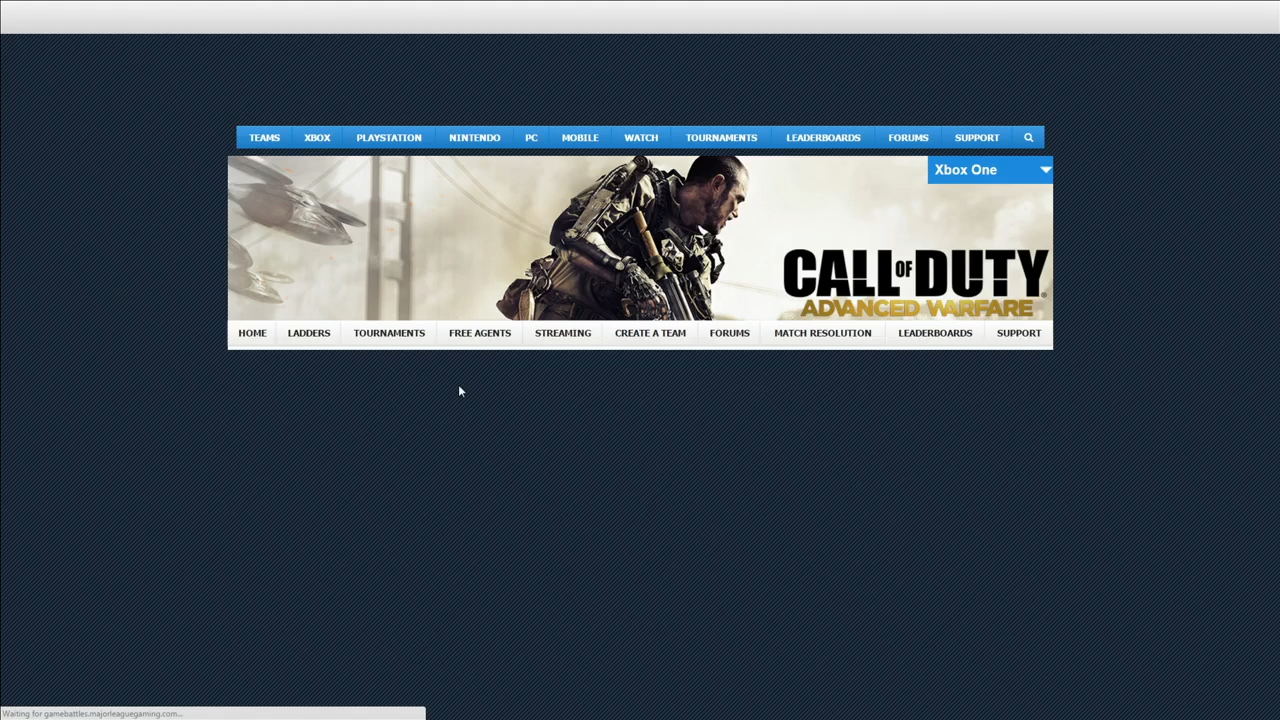 TEAMS XBOX PLAYSTATION NINTENDO PC MOBILE WATCH TOURNAMENTS LEADERBOARDS FORUMS SUPPORT
Xbox One
CALL OF DUTY®
ADVANCED WARFARE
HOME LADDERS TOURNAMENTS FREE AGENTS STREAMING CREATE A TEAM FORUMS MATCH RESOLUTION LEADERBOARDS SUPPORT
Waiting for gamebattles.majorleaguegaming.com...